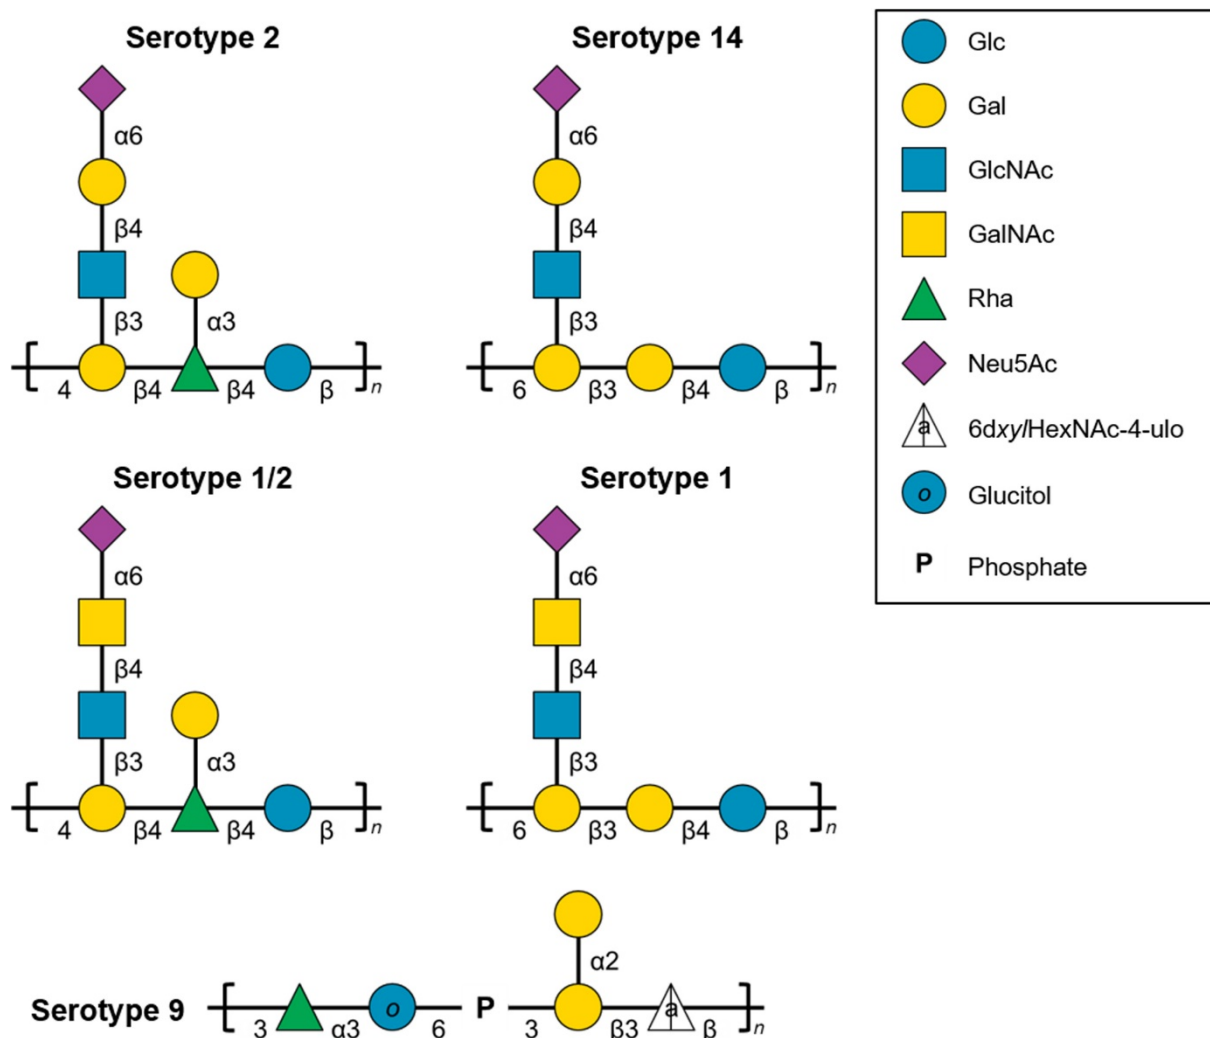 Serotype 2
α6
β4
β3
α3
[ 4 β4 β4 β ]n
Serotype 14
α6
β4
β3
[ 6 β3 β4 β ]n
Serotype 1/2
α6
β4
β3
α3
[ 4 β4 β4 β ]n
Serotype 1
α6
β4
β3
[ 6 β3 β4 β ]n
α2
Serotype 9 [ 3 α3 o 6 P 3 β3 a β ]n
Glc
Gal
GlcNAc
GalNAc
Rha
Neu5Ac
a 6dxylHexNAc-4-ulo
o Glucitol
P Phosphate